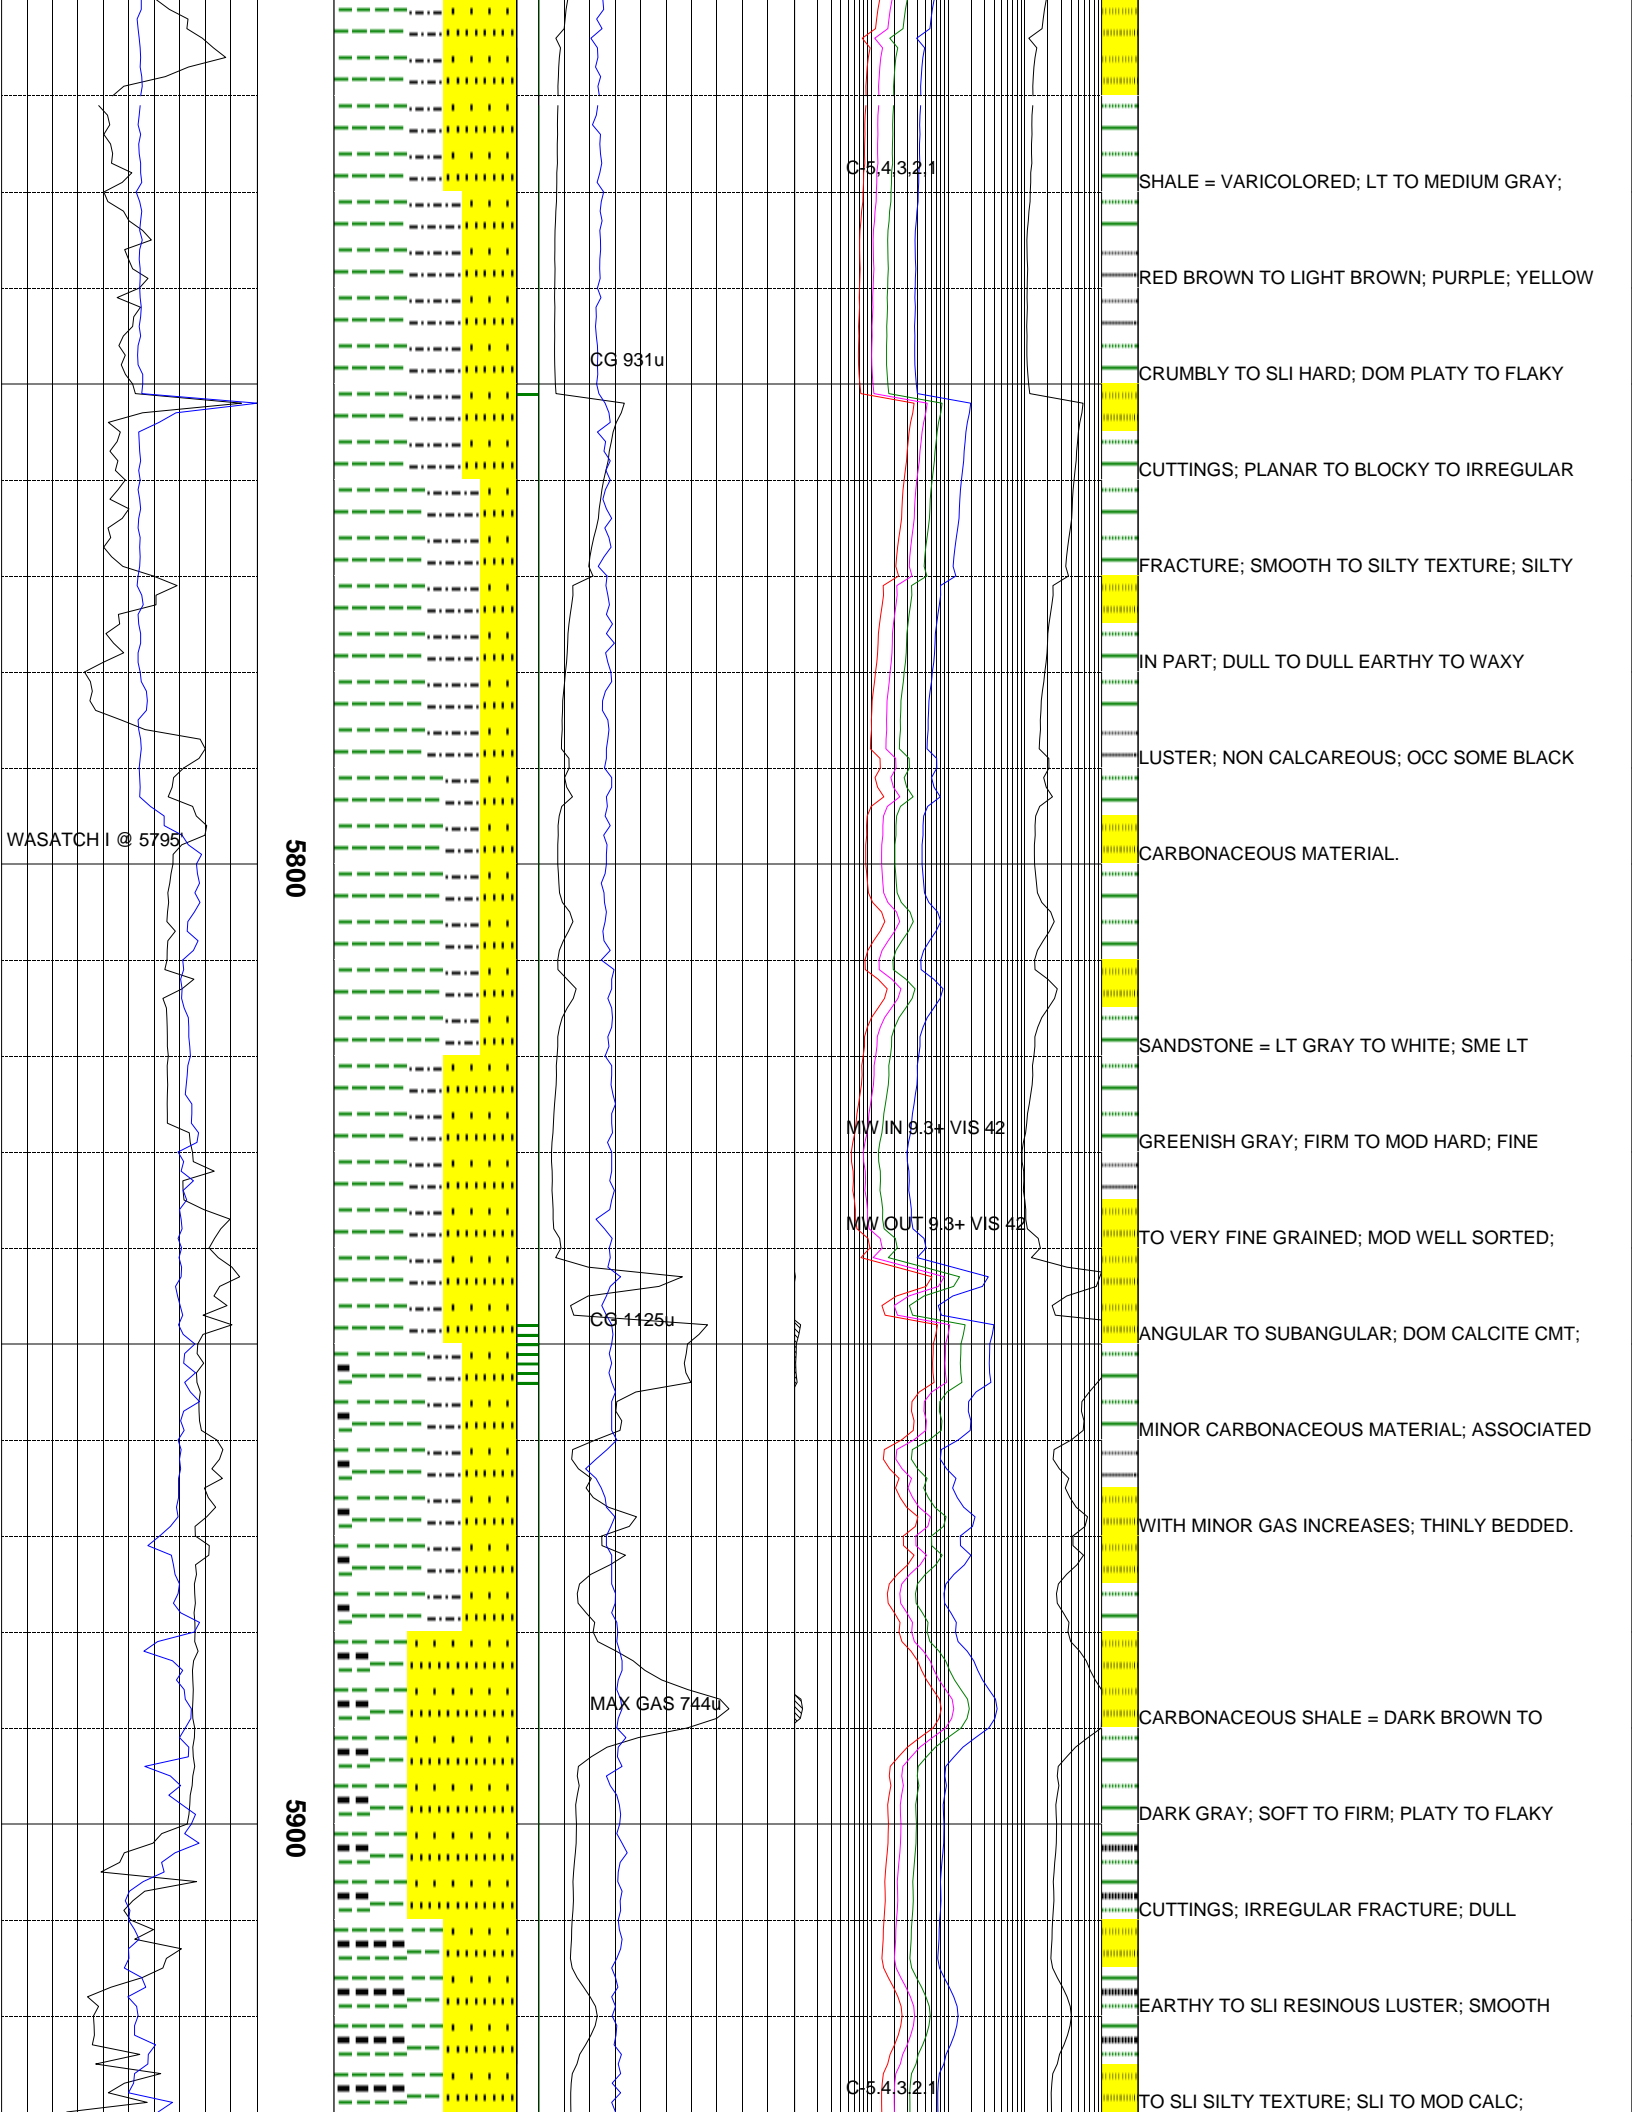 C-5,4,3,2,1
SHALE = VARICOLORED; LT TO MEDIUM GRAY;
RED BROWN TO LIGHT BROWN; PURPLE; YELLOW
CG 931u
CRUMBLY TO SLI HARD; DOM PLATY TO FLAKY
CUTTINGS; PLANAR TO BLOCKY TO IRREGULAR
FRACTURE; SMOOTH TO SILTY TEXTURE; SILTY
IN PART; DULL TO DULL EARTHY TO WAXY
LUSTER; NON CALCAREOUS; OCC SOME BLACK
WASATCH I @ 5795'
5800
CARBONACEOUS MATERIAL.
SANDSTONE = LT GRAY TO WHITE; SME LT
MW IN 9.3+ VIS 42
GREENISH GRAY; FIRM TO MOD HARD; FINE
MW OUT 9.3+ VIS 42
TO VERY FINE GRAINED; MOD WELL SORTED;
CG 1125u
ANGULAR TO SUBANGULAR; DOM CALCITE CMT;
MINOR CARBONACEOUS MATERIAL; ASSOCIATED
WITH MINOR GAS INCREASES; THINLY BEDDED.
MAX GAS 744u
CARBONACEOUS SHALE = DARK BROWN TO
5900
DARK GRAY; SOFT TO FIRM; PLATY TO FLAKY
CUTTINGS; IRREGULAR FRACTURE; DULL
EARTHY TO SLI RESINOUS LUSTER; SMOOTH
C-5.4.3.2.1
TO SLI SILTY TEXTURE; SLI TO MOD CALC;